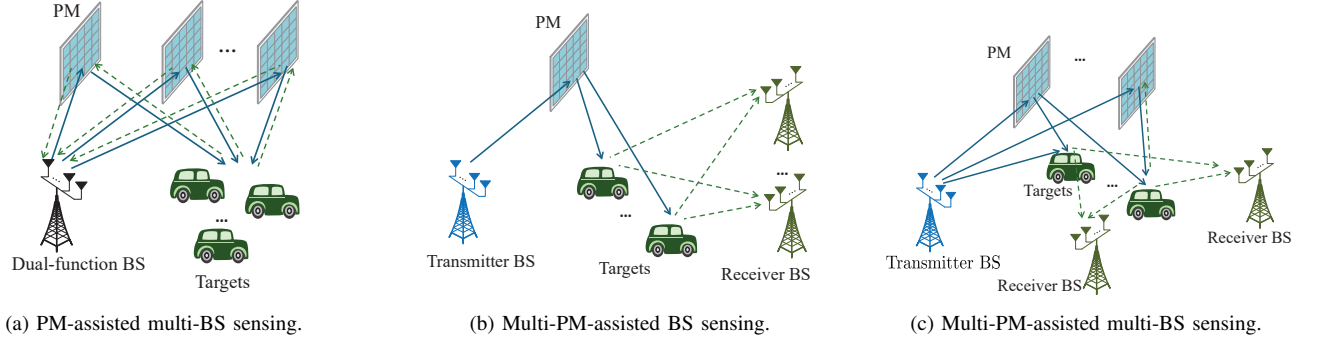 PM
...
Dual-function BS
...
Targets
(a) PM-assisted multi-BS sensing.
PM
...
...
Transmitter BS
Targets
Receiver BS
(b) Multi-PM-assisted BS sensing.
PM
...
Targets
...
Transmitter BS
Receiver BS
Receiver BS
(c) Multi-PM-assisted multi-BS sensing.